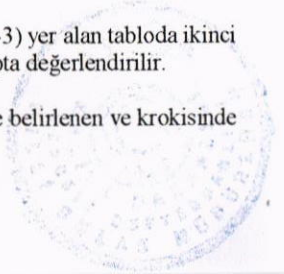 3) yer alan tabloda ikinci
ta değerlendirilir.
belirlenen ve krokisinde